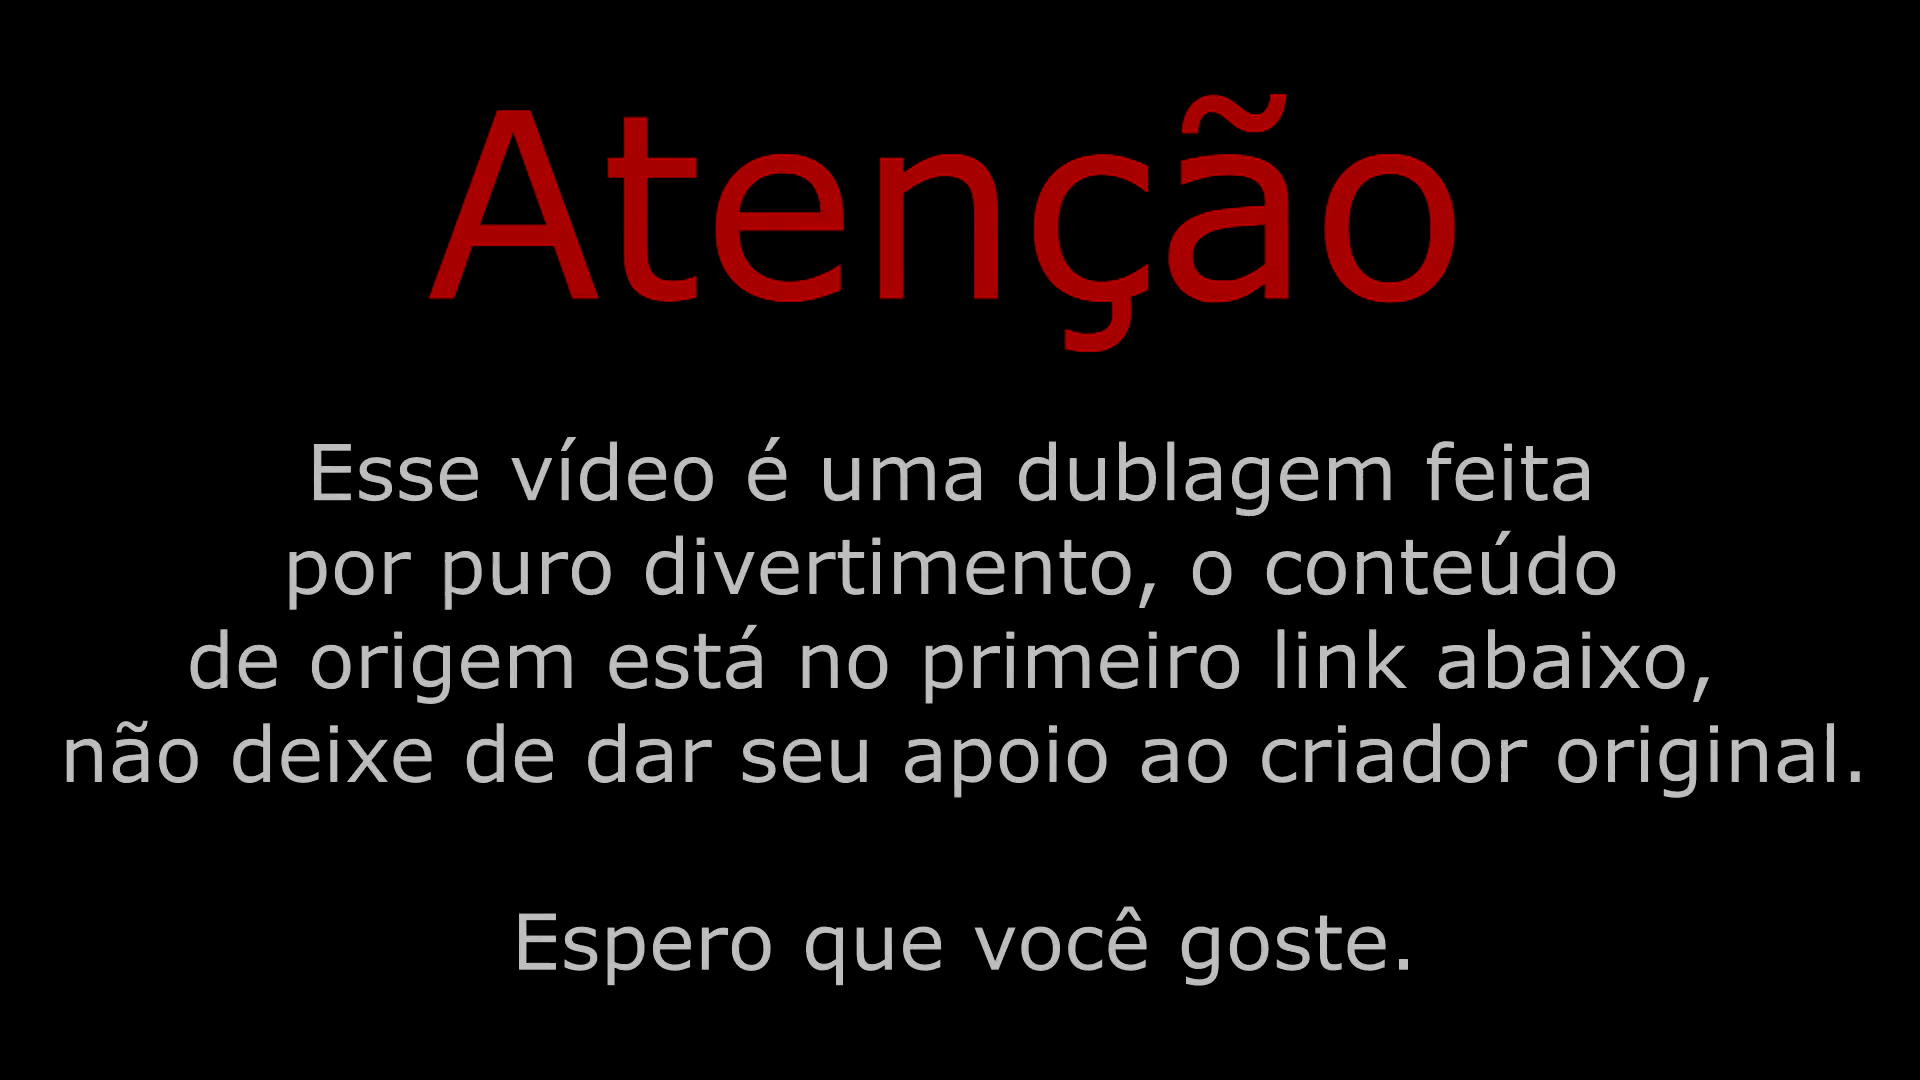 Atenção
Esse vídeo é uma dublagem feita
por puro divertimento, o conteúdo
de origem está no primeiro link abaixo,
não deixe de dar seu apoio ao criador original.
Espero que você goste.